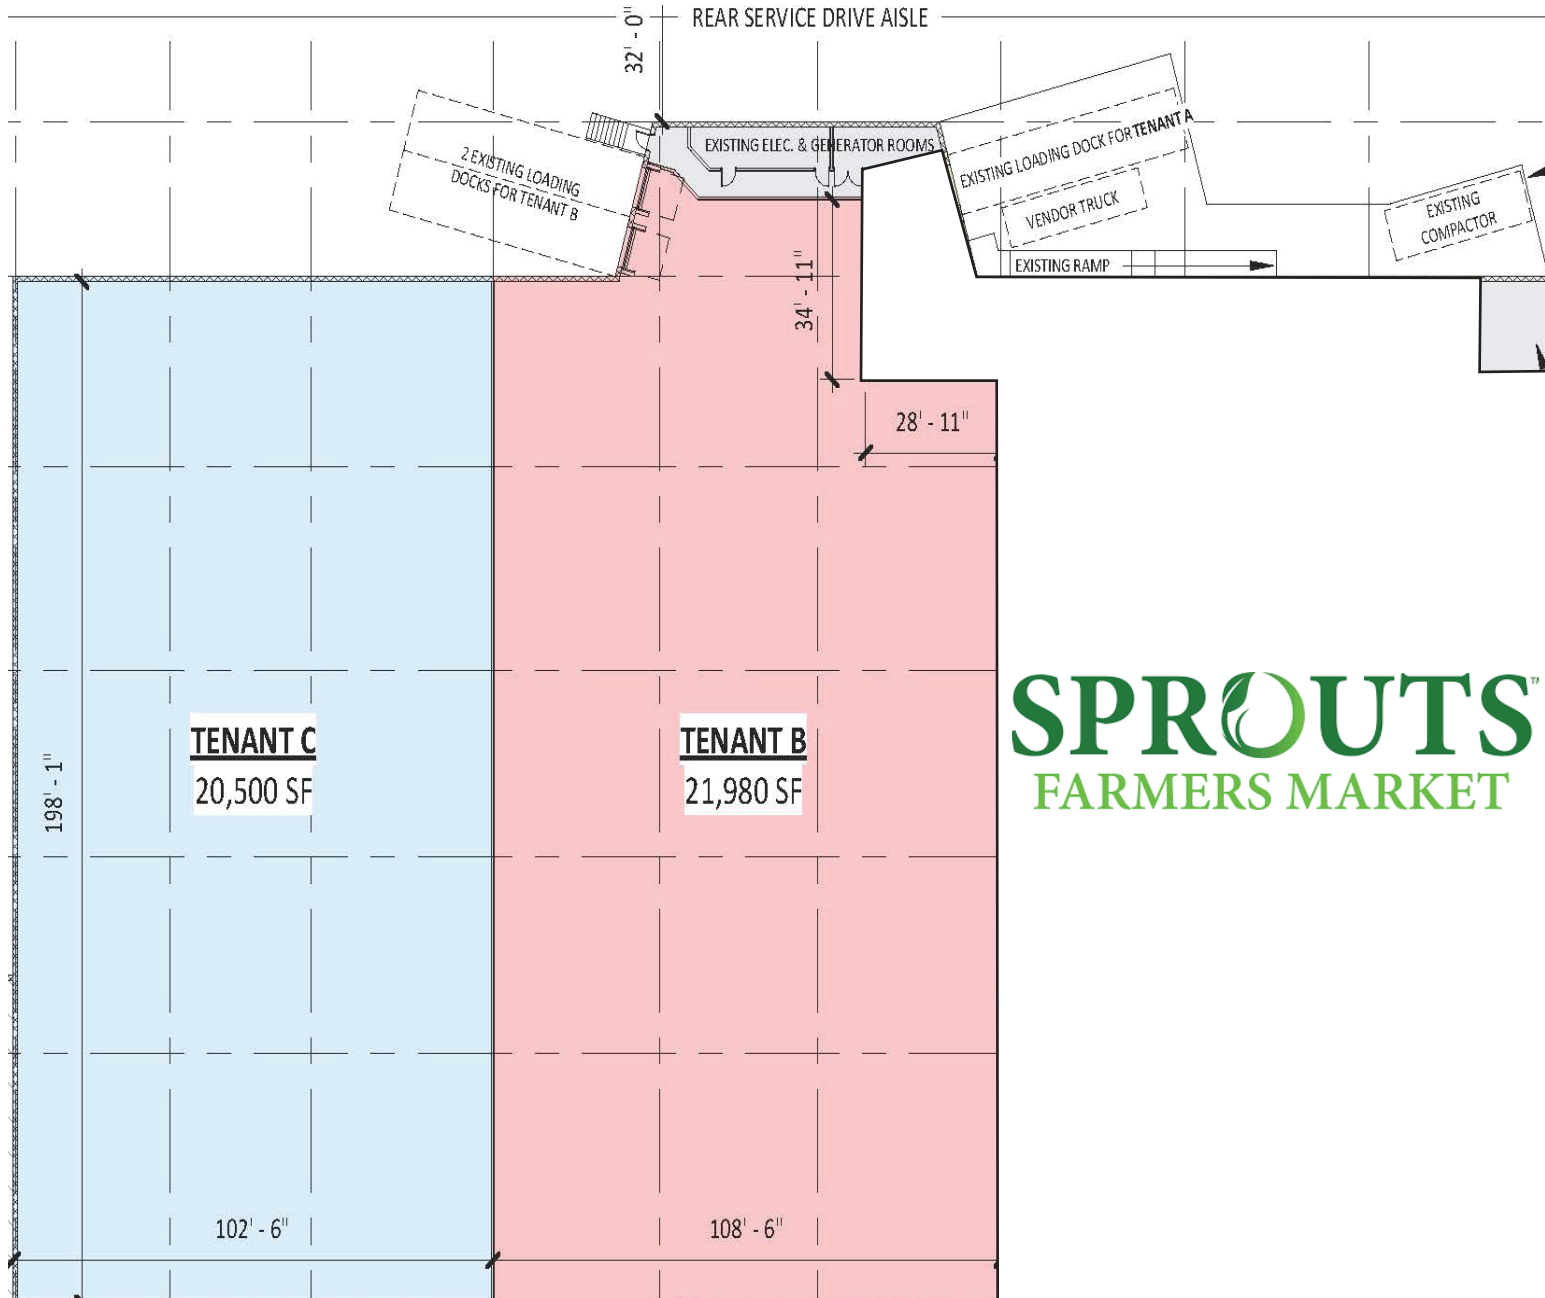 REAR SERVICE DRIVE AISLE
32' - 0"
EXISTING ELEC. & GENERATOR ROOMS
2 EXISTING LOADING
DOCKS FOR TENANT B
EXISTING LOADING DOCK FOR TENANT A
VENDOR TRUCK
EXISTING
COMPACTOR
EXISTING RAMP
34' - 11"
28' - 11"
TENANT C
20,500 SF
TENANT B
21,980 SF
198' - 1"
SPROUTS™
FARMERS MARKET
102' - 6"
108' - 6"